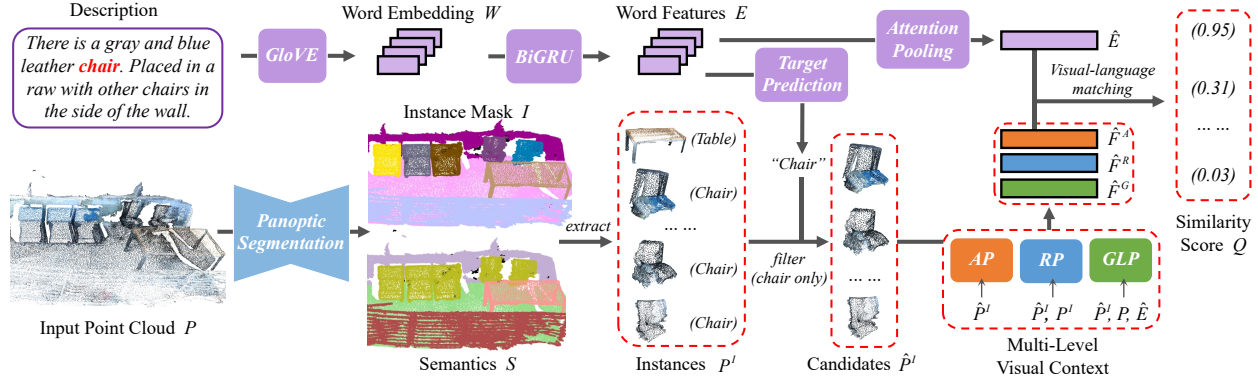 Description
There is a gray and blue
leather chair. Placed in a
raw with other chairs in
the side of the wall.
GloVE
Word Embedding W
BiGRU
Word Features E
Attention
Pooling
Target
Prediction
Ê
Visual-language
matching
(0.95)
(0.31)
... ...
(0.03)
Similarity
Score Q
Input Point Cloud P
Panoptic
Segmentation
Instance Mask I
Semantics S
extract
(Table)
(Chair)
... ...
(Chair)
(Chair)
Instances P^I
"Chair"
filter
(chair only)
... ...
Candidates P̂^I
F̂^A
F̂^R
F̂^G
AP
RP
GLP
P̂^I
P̂^I, P^I
P̂^I, P, Ê
Multi-Level
Visual Context